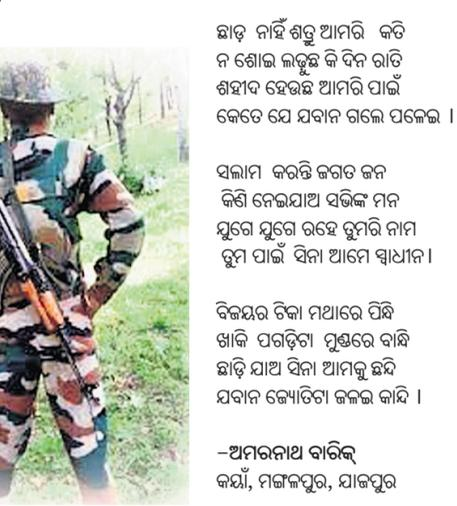 ଛାଡ଼ ନାହିଁ ଶତ୍ରୁ ଆମରି କତି
ନ ଶୋଇ ଲଢୁଛ କି ଦିନ ରାତି
ଶହୀଦ ହେଉଛ ଆମରି ପାଇଁ
କେତେ ଯେ ଯବାନ ଗଲେ ପଳେଇ ।
ସଲାମ କରନ୍ତି ଜଗତ ଜନ
କିଣି ନେଇଯାଅ ସଭିଙ୍କ ମନ
ଯୁଗେ ଯୁଗେ ରହେ ତୁମରି ନାମ
ତୁମ ପାଇଁ ସିନା ଆମେ ସ୍ୱାଧୀନ।
ବିଜୟର ଟିକା ମଥାରେ ପିନ୍ଧି
ଖାକି ପଗଡ଼ିଟା ମୁଣ୍ଡରେ ବାନ୍ଧି
ଛାଡ଼ି ଯାଅ ସିନା ଆମକୁ ଛନ୍ଦି
ଯବାନ ଜ୍ୟୋତିଟା ଜଳଇ କାନ୍ଦି ।
–ଅମରନାଥ ବାରିକ୍
କୟାଁ, ମଙ୍ଗଳପୁର, ଯାଜପୁର